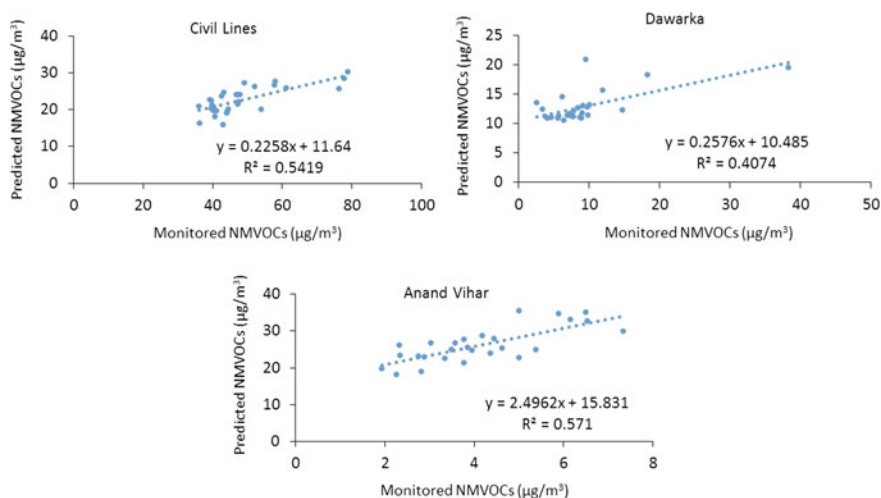 Civil Lines
Predicted NMVOCs (µg/m³)
40
30
20
10
0
y = 0.2258x + 11.64
R² = 0.5419
0
20
40
60
80
100
Monitored NMVOCs (µg/m³)
Dawarka
Predicted NMVOCs (µg/m³)
25
20
15
10
5
0
y = 0.2576x + 10.485
R² = 0.4074
0
10
20
30
40
50
Monitored NMVOCs (µg/m³)
Anand Vihar
Predicted NMVOCs (µg/m³)
40
30
20
10
0
y = 2.4962x + 15.831
R² = 0.571
0
2
4
6
8
Monitored NMVOCs (µg/m³)